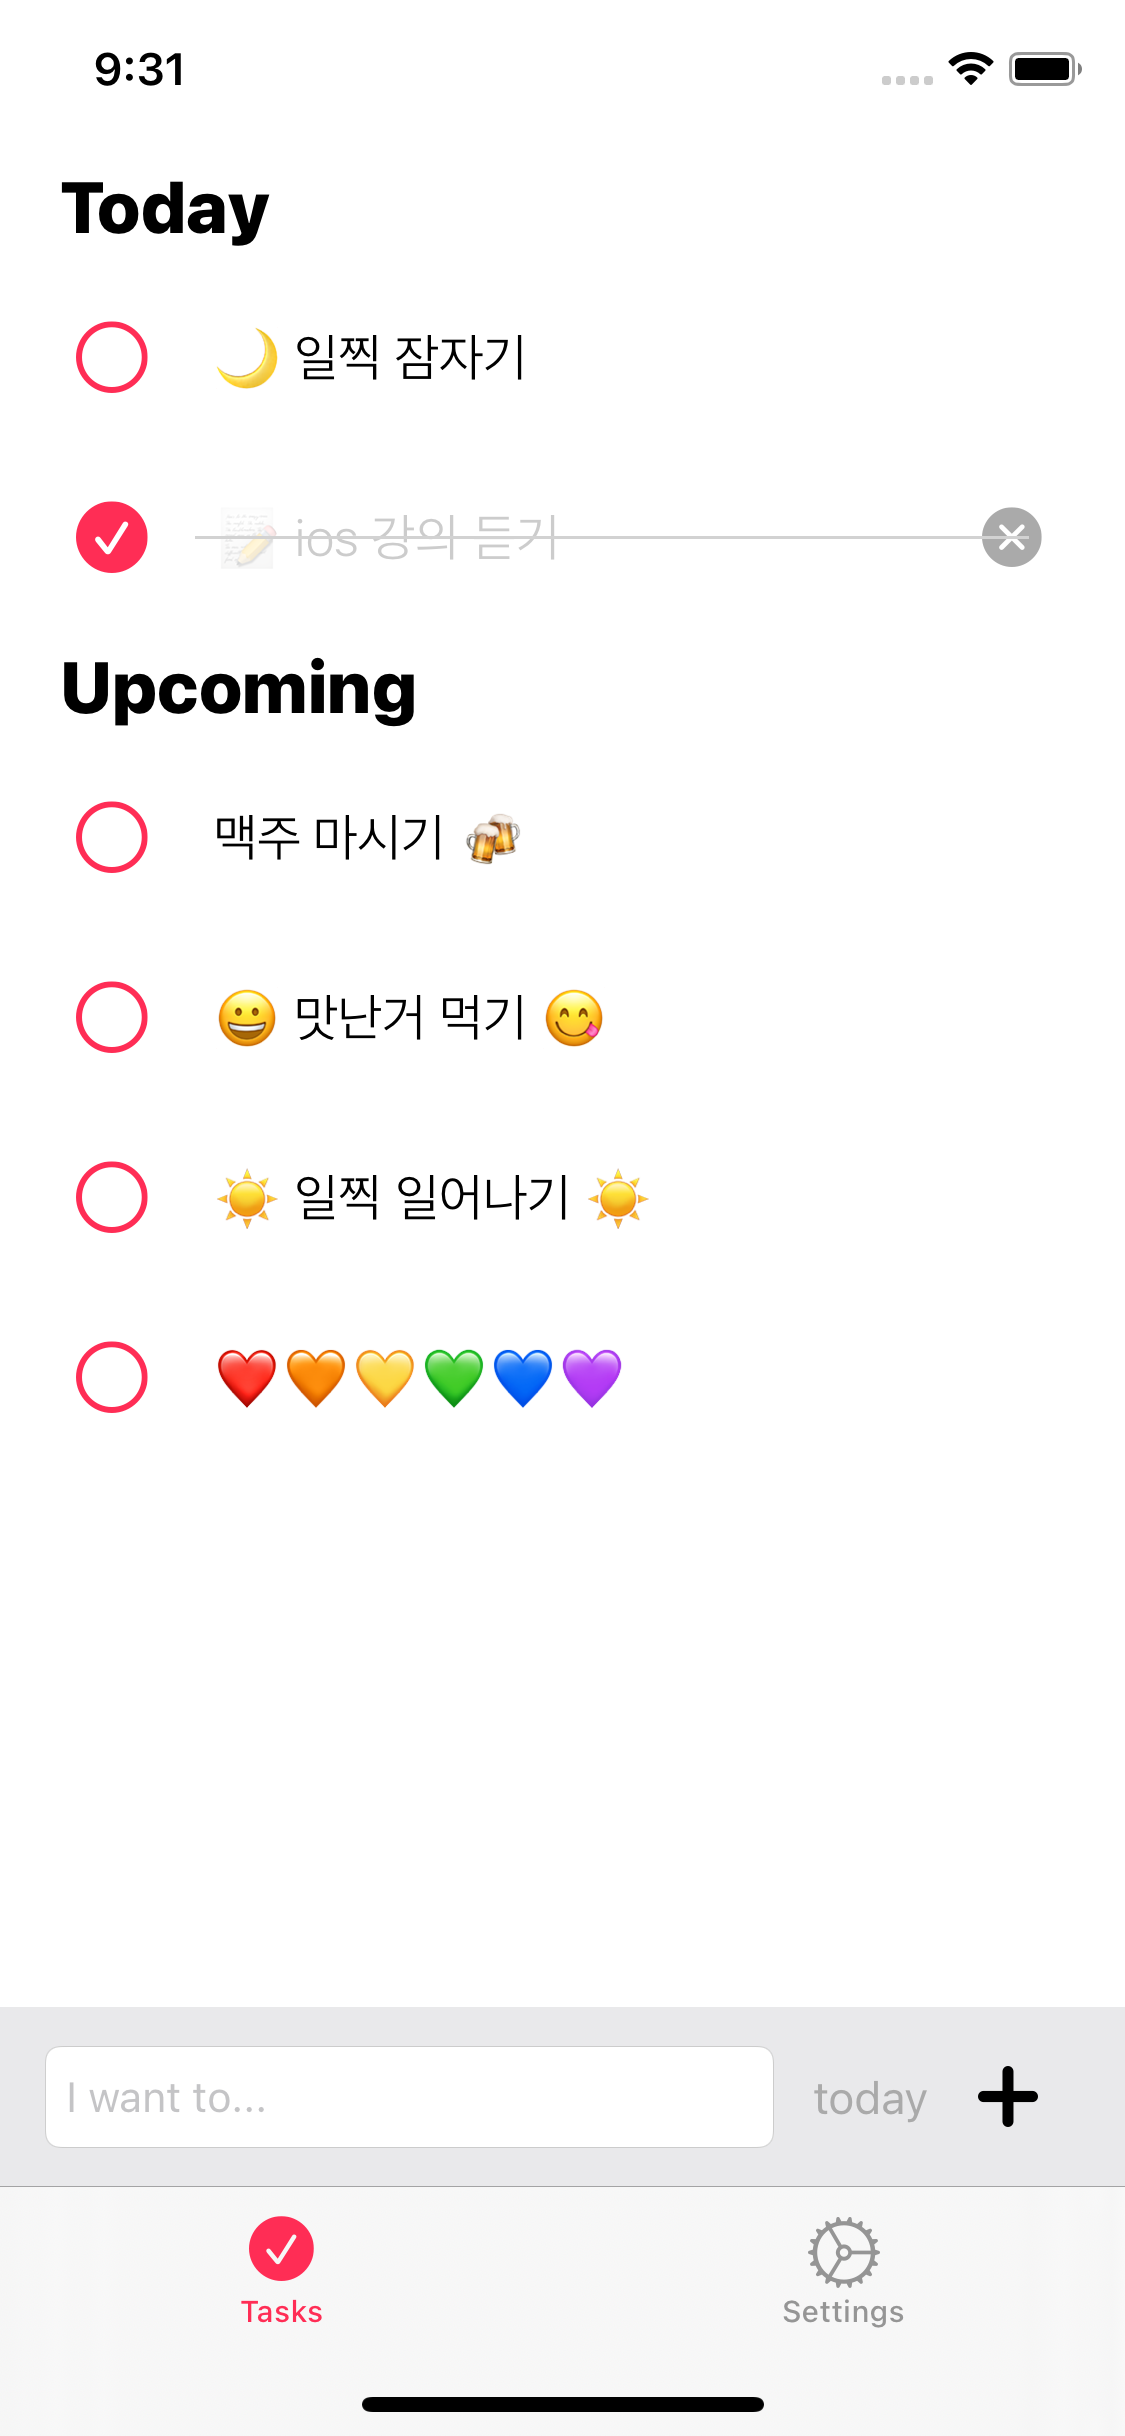 9:31
Today
🌙 일찍 잠자기
📝 ios 강의 듣기
Upcoming
맥주 마시기 🍻
😀 맛난거 먹기 😋
☀️ 일찍 일어나기 ☀️
❤️🧡💛💚💙💜
I want to...
today
Tasks
Settings